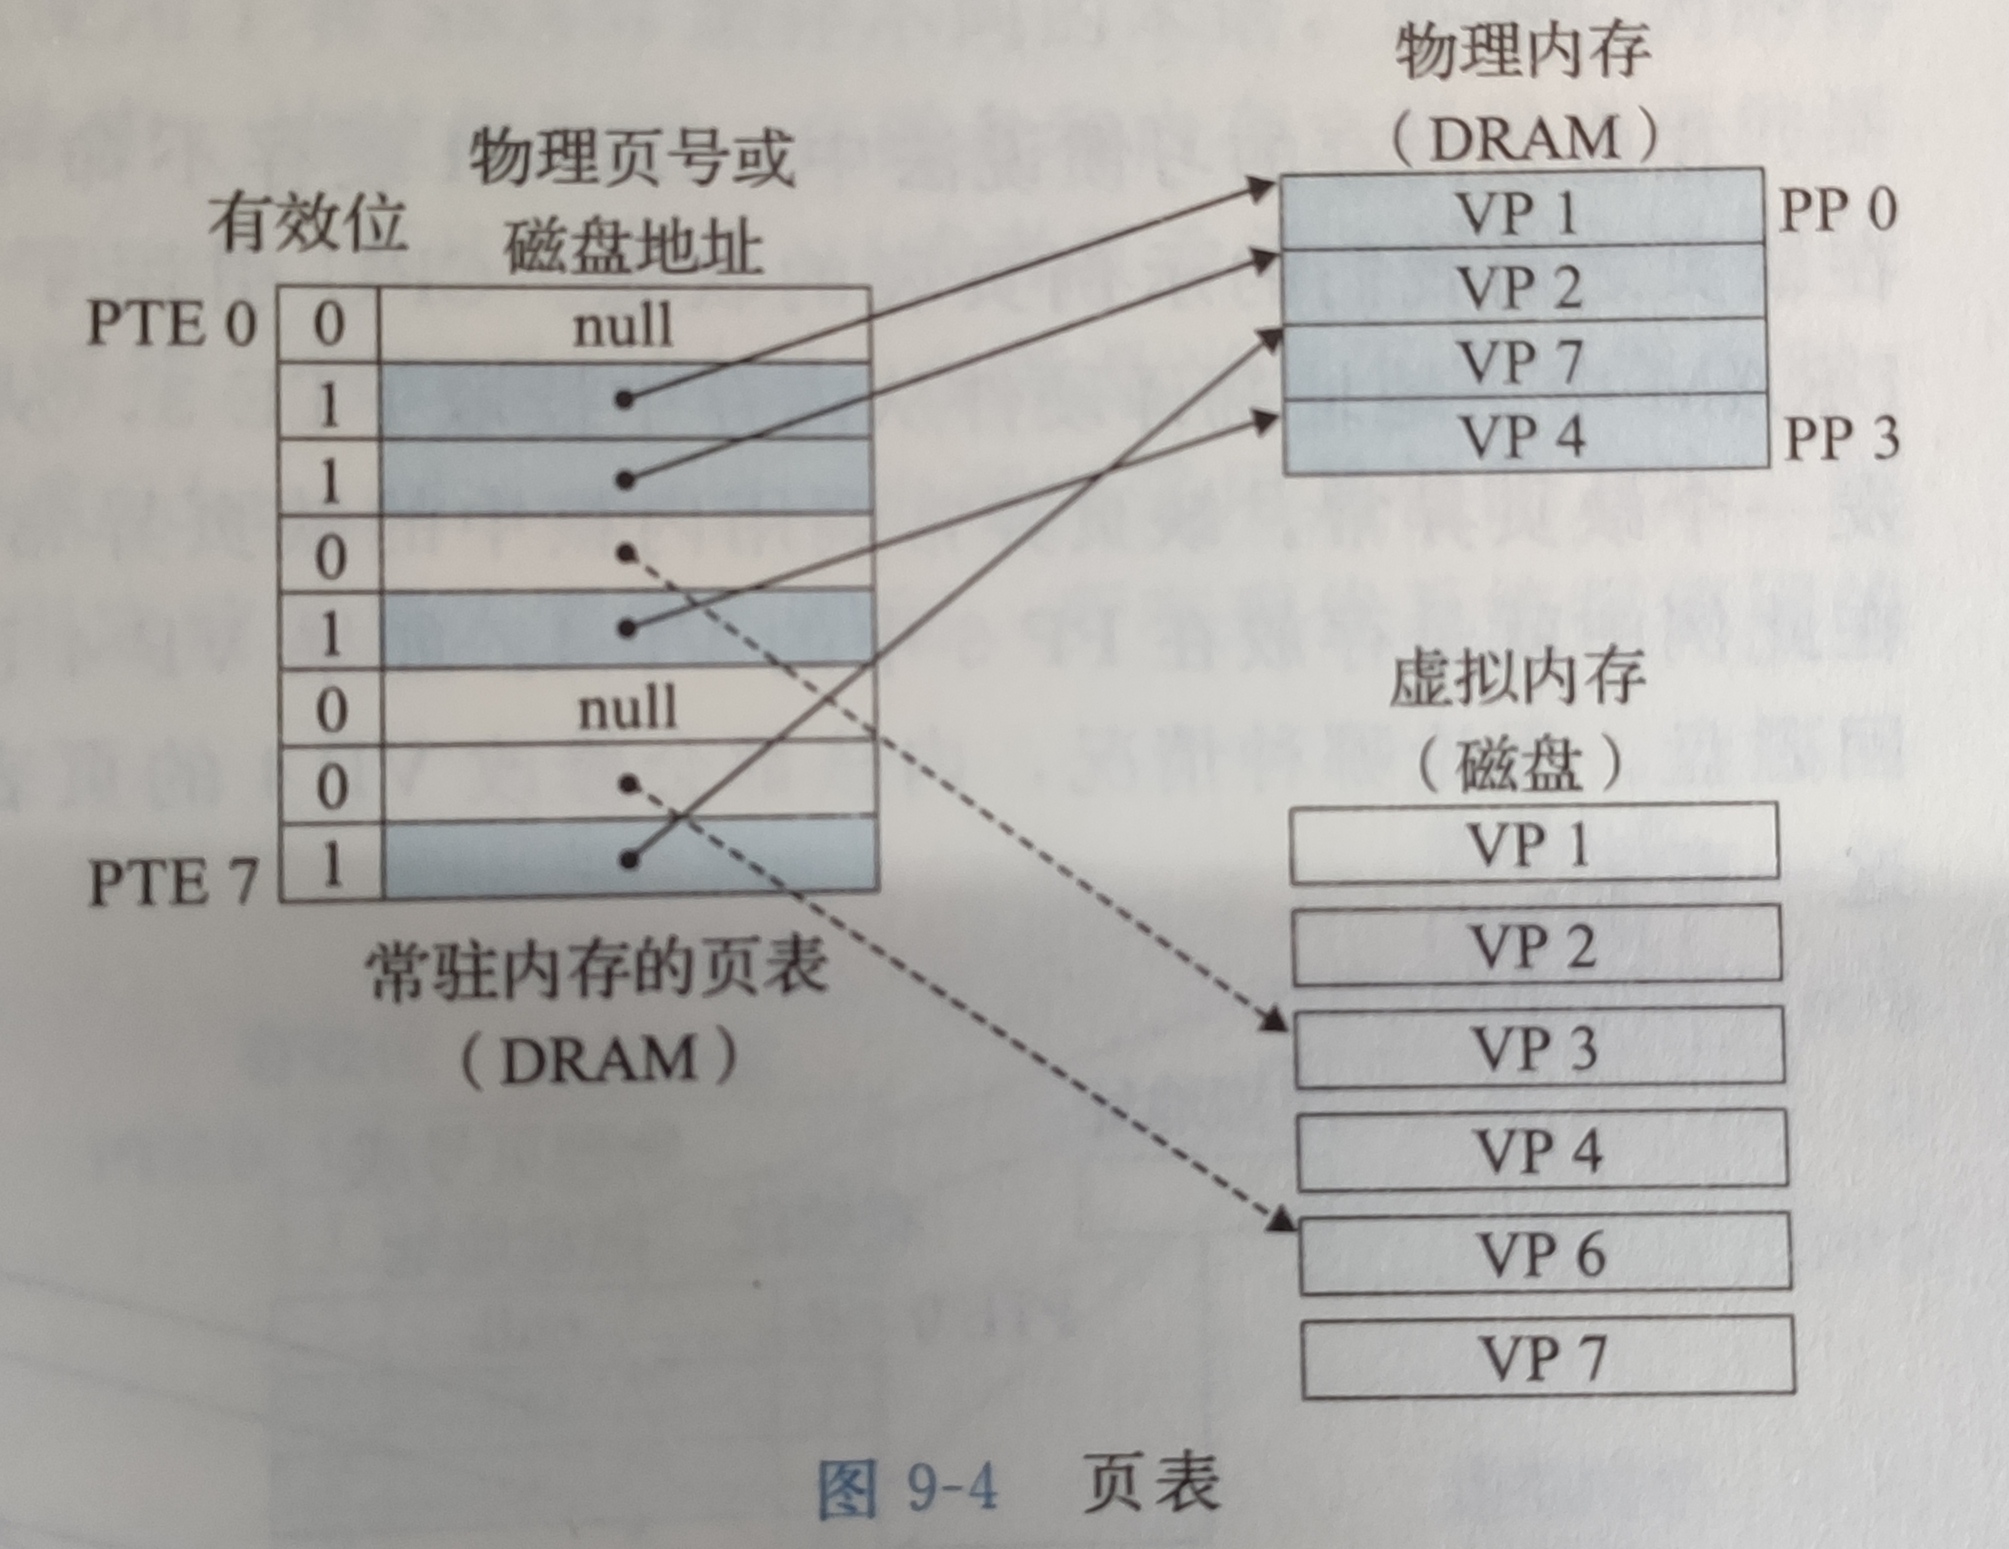 物理内存
（DRAM）
物理页号或
磁盘地址
有效位
VP 1
PP 0
VP 2
VP 7
VP 4
PP 3
PTE 0
0
null
1
1
0
1
0
null
0
PTE 7
1
常驻内存的页表
（DRAM）
虚拟内存
（磁盘）
VP 1
VP 2
VP 3
VP 4
VP 6
VP 7
图 9-4 页表